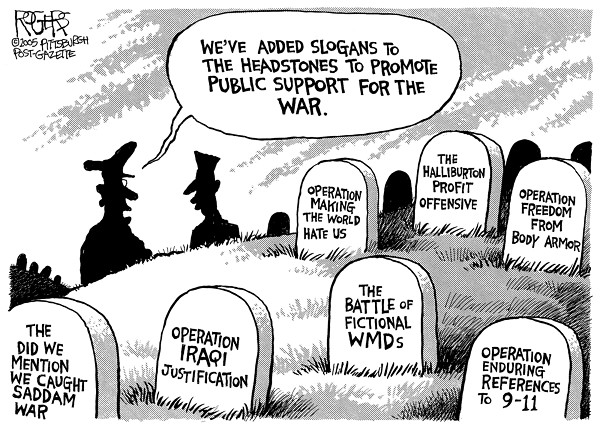 ROGERS
©2005 PITTSBURGH
POST-GAZETTE
WE'VE ADDED SLOGANS TO
THE HEADSTONES TO PROMOTE
PUBLIC SUPPORT FOR THE
WAR.
OPERATION
MAKING
THE WORLD
HATE US
THE
HALLIBURTON
PROFIT
OFFENSIVE
OPERATION
FREEDOM
FROM
BODY ARMOR
THE
DID WE
MENTION
WE CAUGHT
SADDAM
WAR
OPERATION
IRAQI
JUSTIFICATION
THE
BATTLE OF
FICTIONAL
WMDs
OPERATION
ENDURING
REFERENCES
TO 9-11